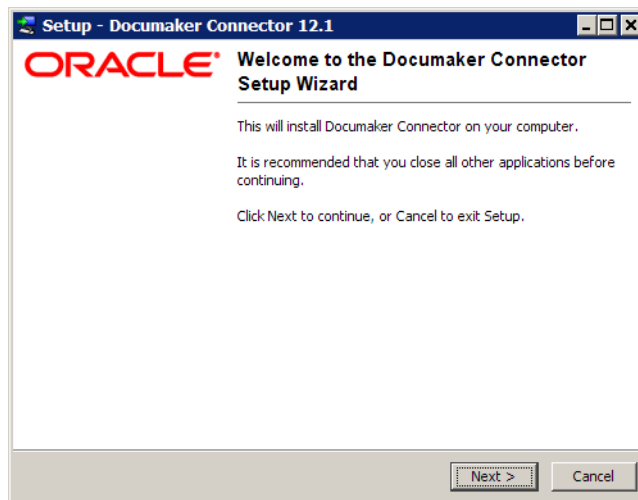 Setup - Documaker Connector 12.1
ORACLE
Welcome to the Documaker Connector
Setup Wizard
This will install Documaker Connector on your computer.
It is recommended that you close all other applications before
continuing.
Click Next to continue, or Cancel to exit Setup.
Next >
Cancel